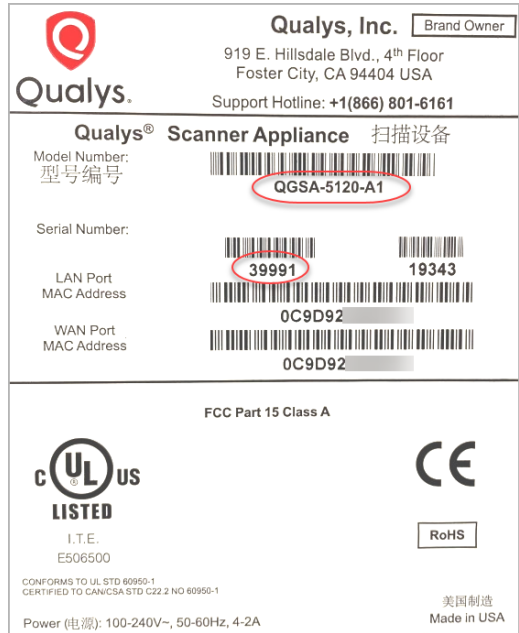 Qualys, Inc. Brand Owner
919 E. Hillsdale Blvd., 4th Floor
Foster City, CA 94404 USA
Qualys.
Support Hotline: +1(866) 801-6161
Qualys® Scanner Appliance 扫描设备
Model Number:
型号编号
QGSA-5120-A1
Serial Number:
39991 19343
LAN Port
MAC Address
0C9D92
WAN Port
MAC Address
0C9D92
FCC Part 15 Class A
C UL ® US
LISTED
I.T.E.
E506500
CE
RoHS
CONFORMS TO UL STD 60950-1
CERTIFIED TO CAN/CSA STD C22.2 NO 60950-1
美国制造
Made in USA
Power (电源): 100-240V~, 50-60Hz, 4-2A